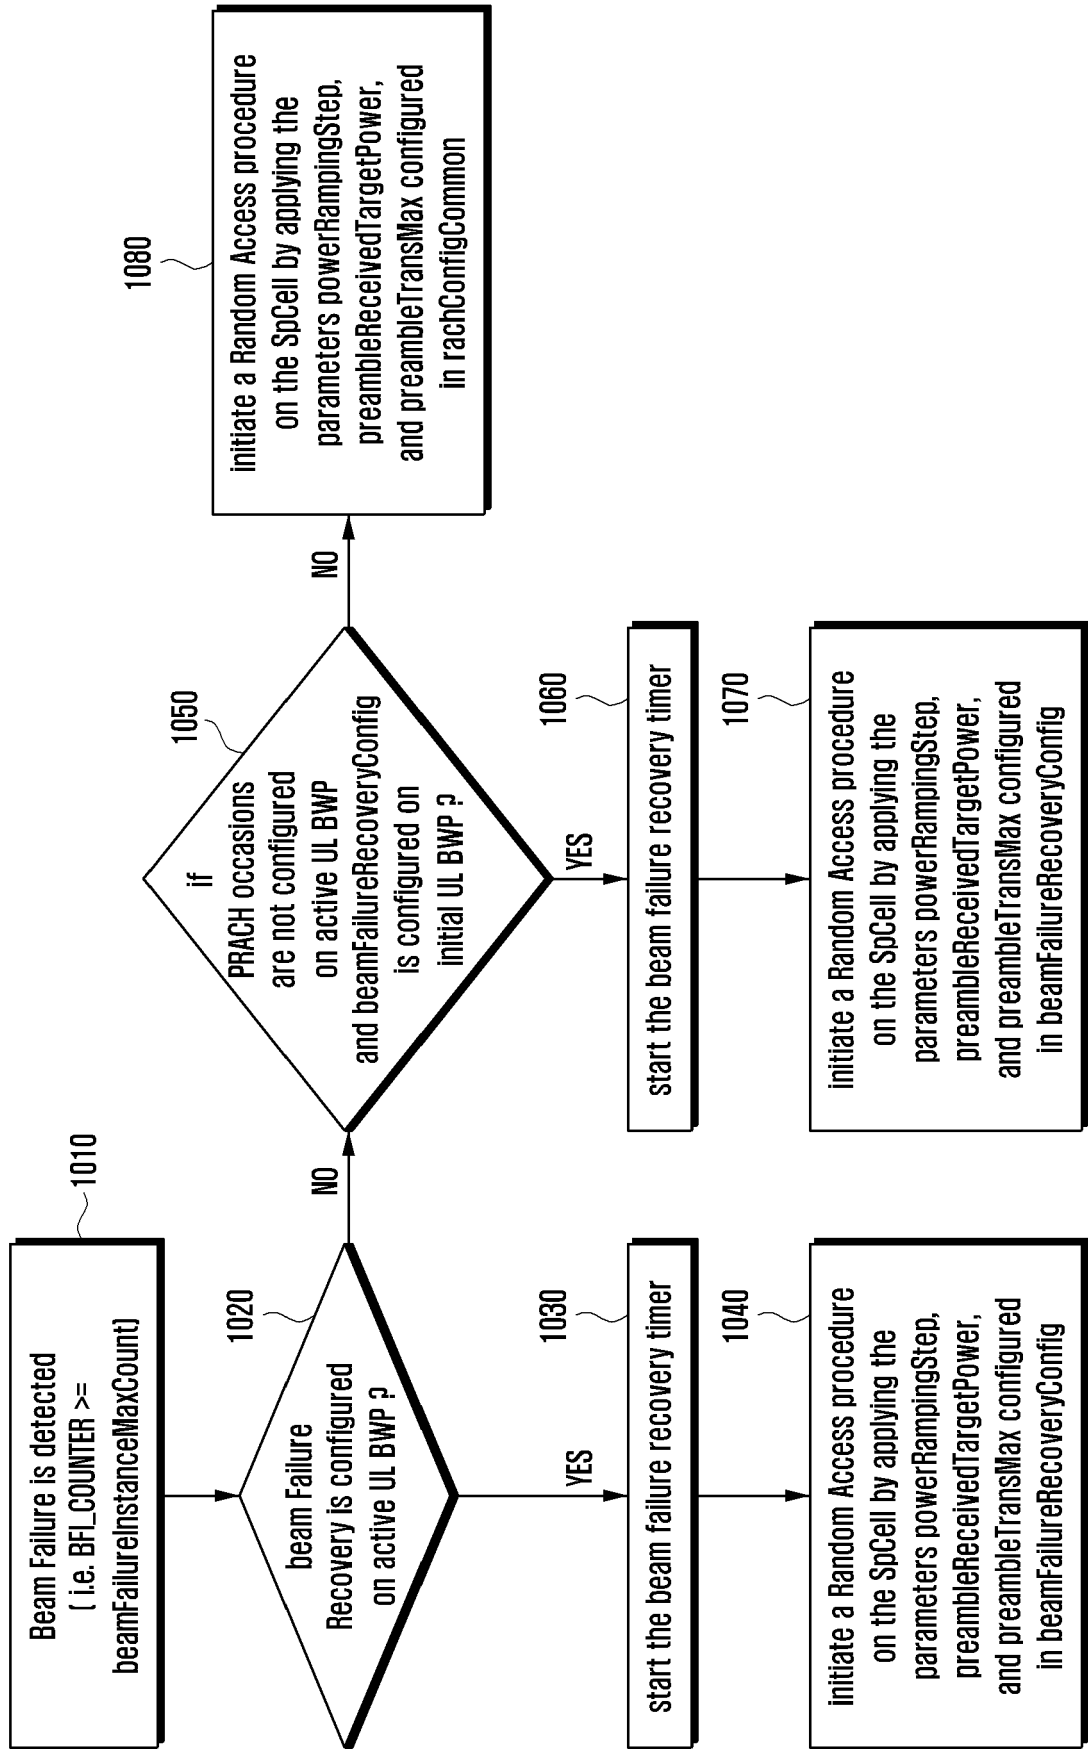 1010
Beam Failure is detected
( i.e. BFI_COUNTER >=
beamFailureInstanceMaxCount)
1020
beam Failure
Recovery is configured
on active UL BWP ?
NO
YES
1030
start the beam failure recovery timer
1040
initiate a Random Access procedure
on the SpCell by applying the
parameters powerRampingStep,
preambleReceivedTargetPower,
and preambleTransMax configured
in beamFailureRecoveryConfig
1050
if
PRACH occasions
are not configured
on active UL BWP
and beamFailureRecoveryConfig
is configured on
initial UL BWP ?
NO
YES
1060
start the beam failure recovery timer
1070
initiate a Random Access procedure
on the SpCell by applying the
parameters powerRampingStep,
preambleReceivedTargetPower,
and preambleTransMax configured
in beamFailureRecoveryConfig
1080
initiate a Random Access procedure
on the SpCell by applying the
parameters powerRampingStep,
preambleReceivedTargetPower,
and preambleTransMax configured
in rachConfigCommon